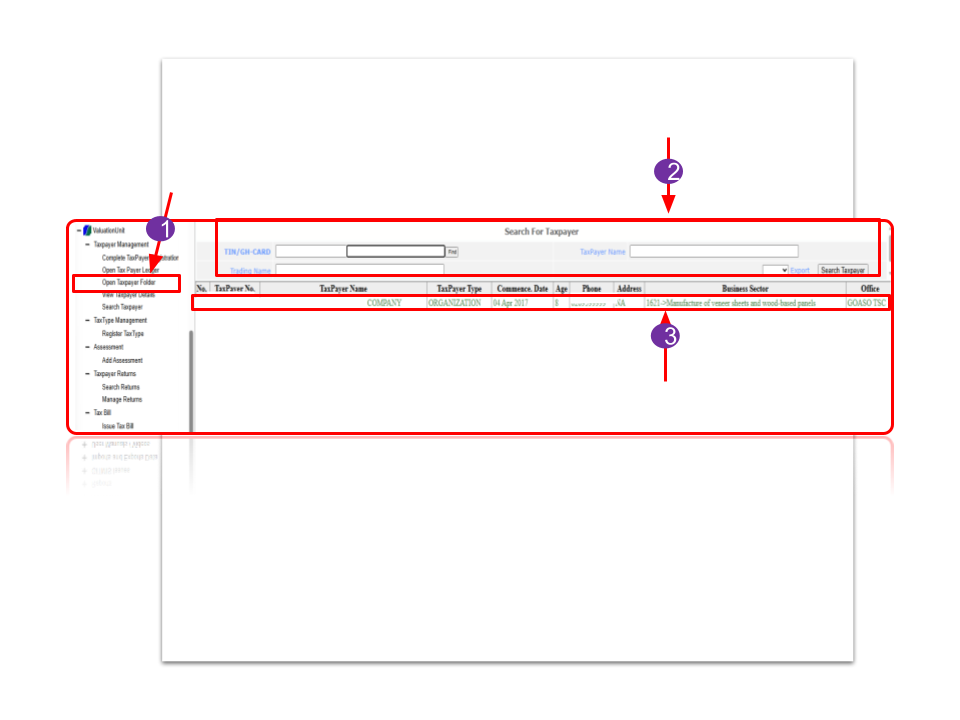 2
1
ValuationUnit
Taxpayer Management
Complete TaxPayer
Open Tax Payer Ledger
Open Taxpayer Folder
View Taxpayer Details
Search Taxpayer
TaxType Management
Register TaxType
Assessment
Add Assessment
Taxpayer Returns
Search Returns
Manage Returns
Tax Bill
Issue Tax Bill
Search For Taxpayer
TIN/GH-CARD Find TaxPayer Name
Trading Name Export Search Taxpayer
No. TaxPayer No. TaxPayer Name TaxPayer Type Commence. Date Age Phone Address Business Sector Office
COMPANY ORGANIZATION 04 Apr 2017 8 1621->Manufacture of veneer sheets and wood-based panels GOASO TSC
3